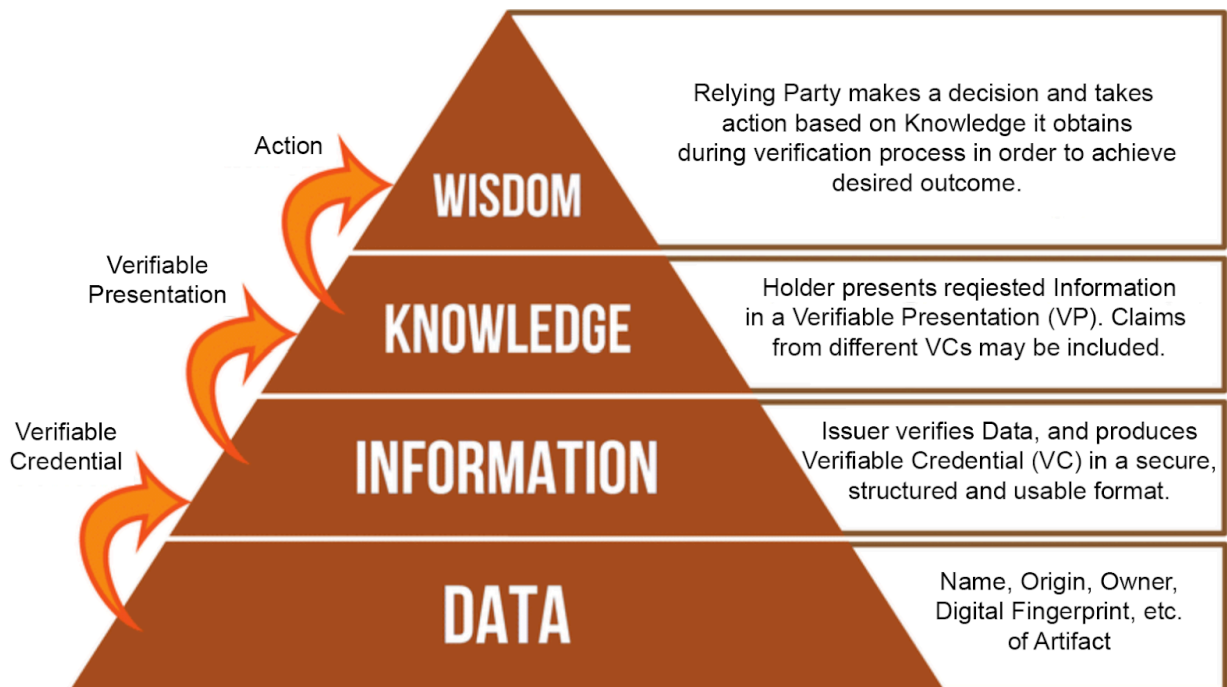 Relying Party makes a decision and takes
action based on Knowledge it obtains
during verification process in order to achieve
desired outcome.
Action
WISDOM
Verifiable
Presentation
KNOWLEDGE
Holder presents reqiested Information
in a Verifiable Presentation (VP). Claims
from different VCs may be included.
Verifiable
Credential
INFORMATION
Issuer verifies Data, and produces
Verifiable Credential (VC) in a secure,
structured and usable format.
DATA
Name, Origin, Owner,
Digital Fingerprint, etc.
of Artifact